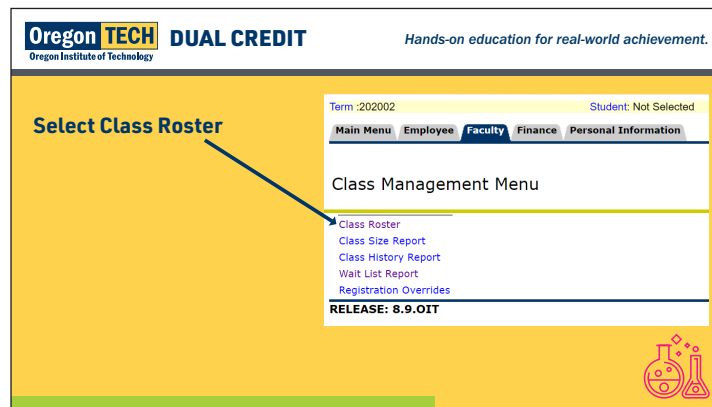 Oregon TECH DUAL CREDIT Hands-on education for real-world achievement.
Oregon Institute of Technology
Select Class Roster
Term :202002 Student: Not Selected
Main Menu Employee Faculty Finance Personal Information
Class Management Menu
Class Roster
Class Size Report
Class History Report
Wait List Report
Registration Overrides
RELEASE: 8.9.OIT